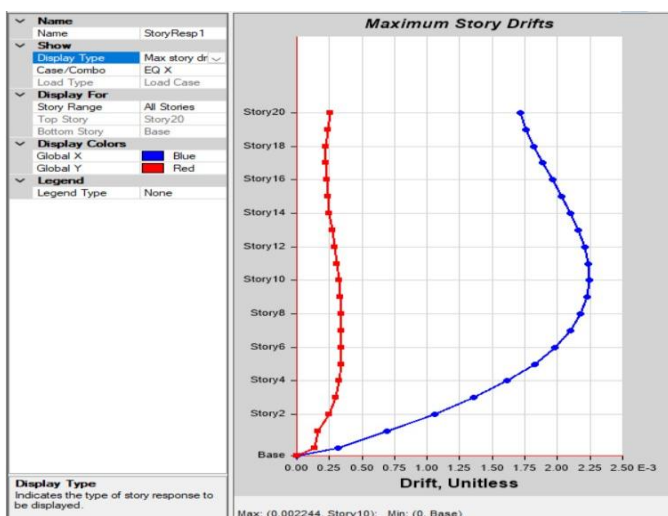 Name
Name StoryResp1
Show
Display Type Max story dr
Case/Combo EQ X
Load Type Load Case
Display For
Story Range All Stories
Top Story Story20
Bottom Story Base
Display Colors
Global X Blue
Global Y Red
Legend
Legend Type None
Display Type
Indicates the type of story response to
be displayed.
Maximum Story Drifts
Story20
Story18
Story16
Story14
Story12
Story10
Story8
Story6
Story4
Story2
Base
0.00 0.25 0.50 0.75 1.00 1.25 1.50 1.75 2.00 2.25 2.50 E-3
Drift, Unitless
Max: (0.002244, Story10); Min: (0, Base)